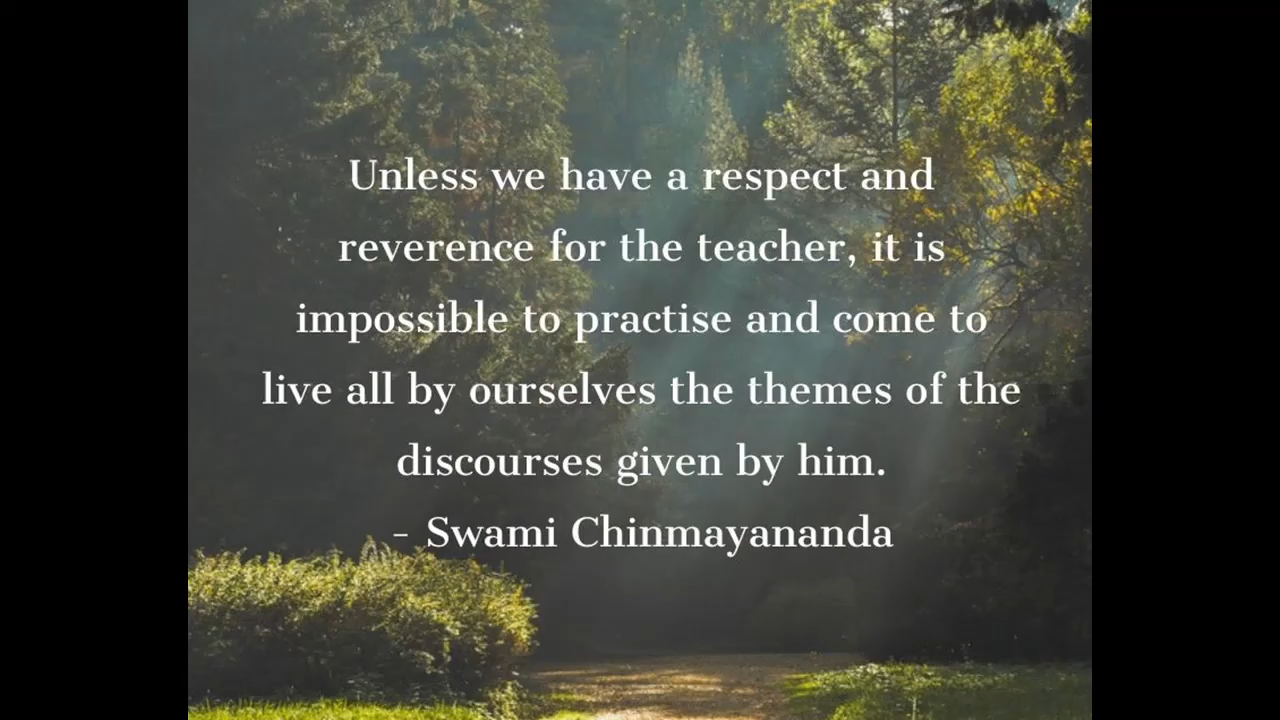 Unless we have a respect and
reverence for the teacher, it is
impossible to practise and come to
live all by ourselves the themes of the
discourses given by him.
- Swami Chinmayananda